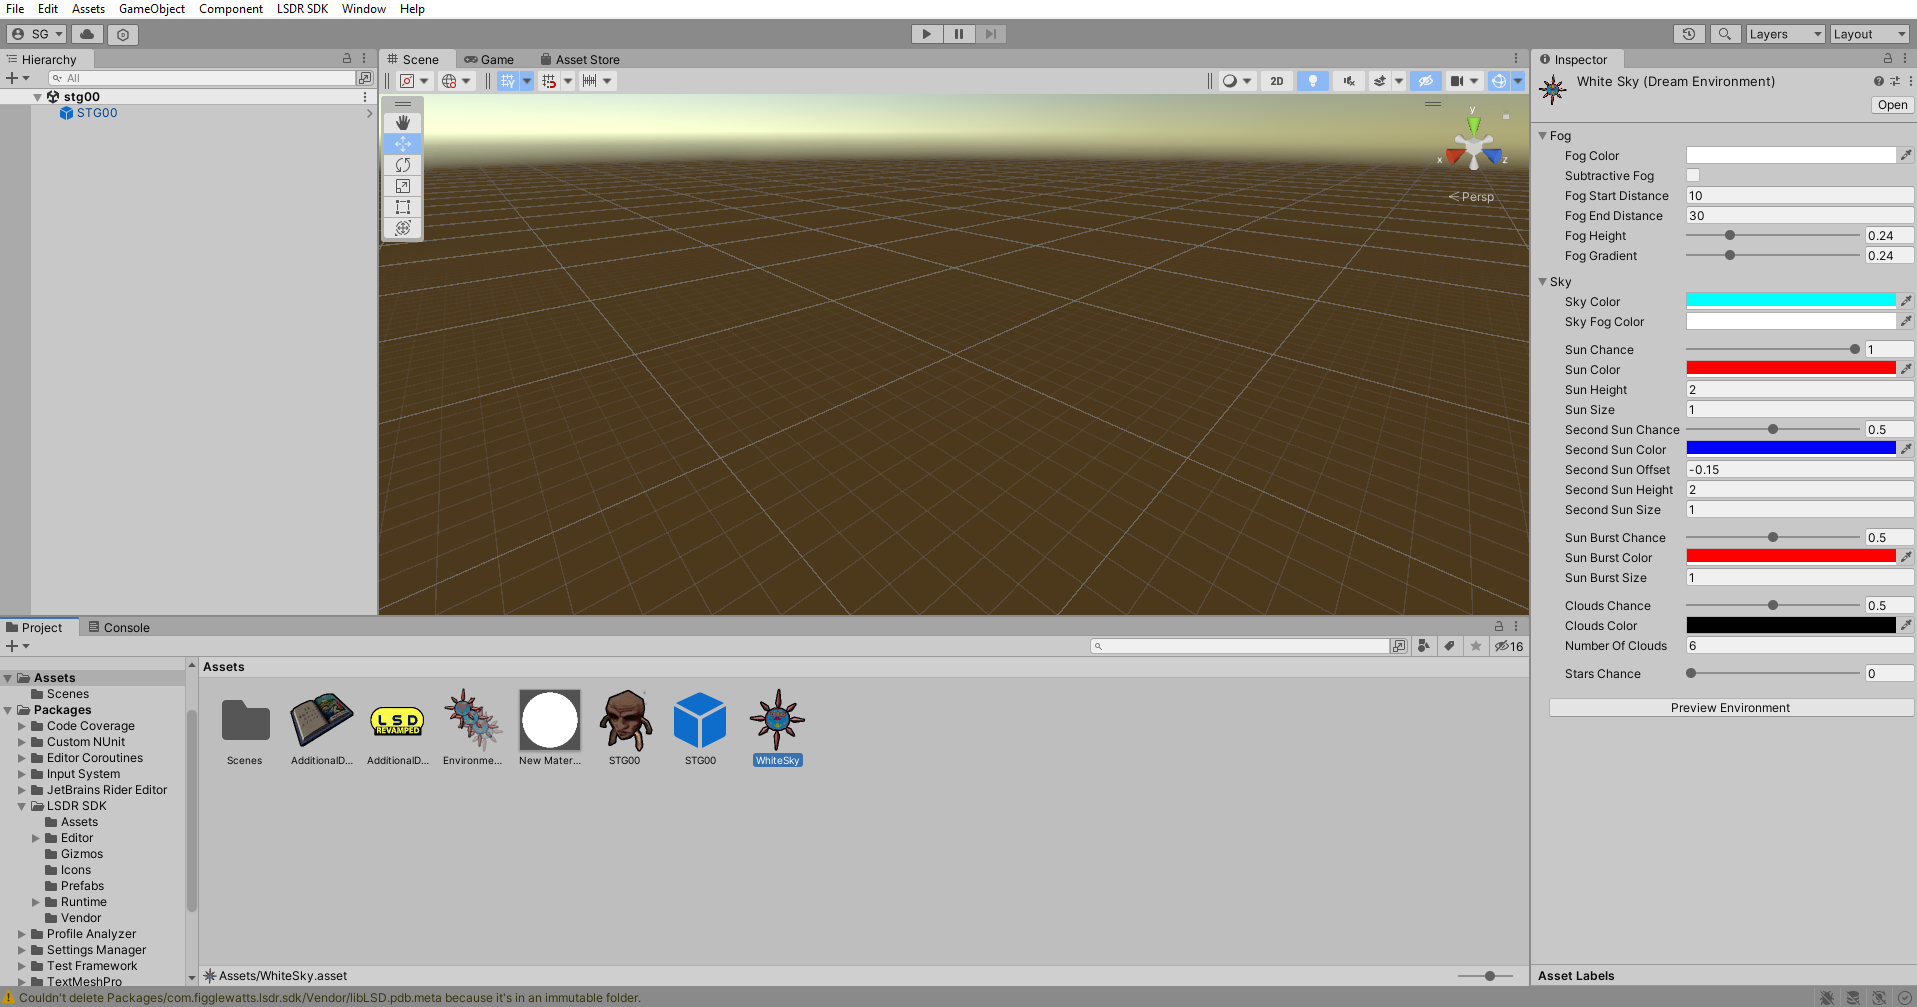 File Edit Assets GameObject Component LSDR SDK Window Help
SG Layers Layout
Hierarchy
All
stg00
STG00
Scene Game Asset Store
2D
y
x z
Persp
Inspector
White Sky (Dream Environment)
Open
Fog
Fog Color
Subtractive Fog
Fog Start Distance 10
Fog End Distance 30
Fog Height 0.24
Fog Gradient 0.24
Sky
Sky Color
Sky Fog Color
Sun Chance 1
Sun Color
Sun Height 2
Sun Size 1
Second Sun Chance 0.5
Second Sun Color
Second Sun Offset -0.15
Second Sun Height 2
Second Sun Size 1
Sun Burst Chance 0.5
Sun Burst Color
Sun Burst Size 1
Clouds Chance 0.5
Clouds Color
Number Of Clouds 6
Stars Chance 0
Preview Environment
Asset Labels
Project Console
16
Assets
Scenes
Packages
Code Coverage
Custom NUnit
Editor Coroutines
Input System
JetBrains Rider Editor
LSDR SDK
Assets
Editor
Gizmos
Icons
Prefabs
Runtime
Vendor
Profile Analyzer
Settings Manager
Test Framework
TextMeshPro
Assets
LSD
REVAMPED
Scenes AdditionalD... AdditionalD... Environme... New Mater... STG00 STG00 WhiteSky
Assets/WhiteSky.asset
Couldn't delete Packages/com.figglewatts.lsdr.sdk/Vendor/libLSD.pdb.meta because it's in an immutable folder.